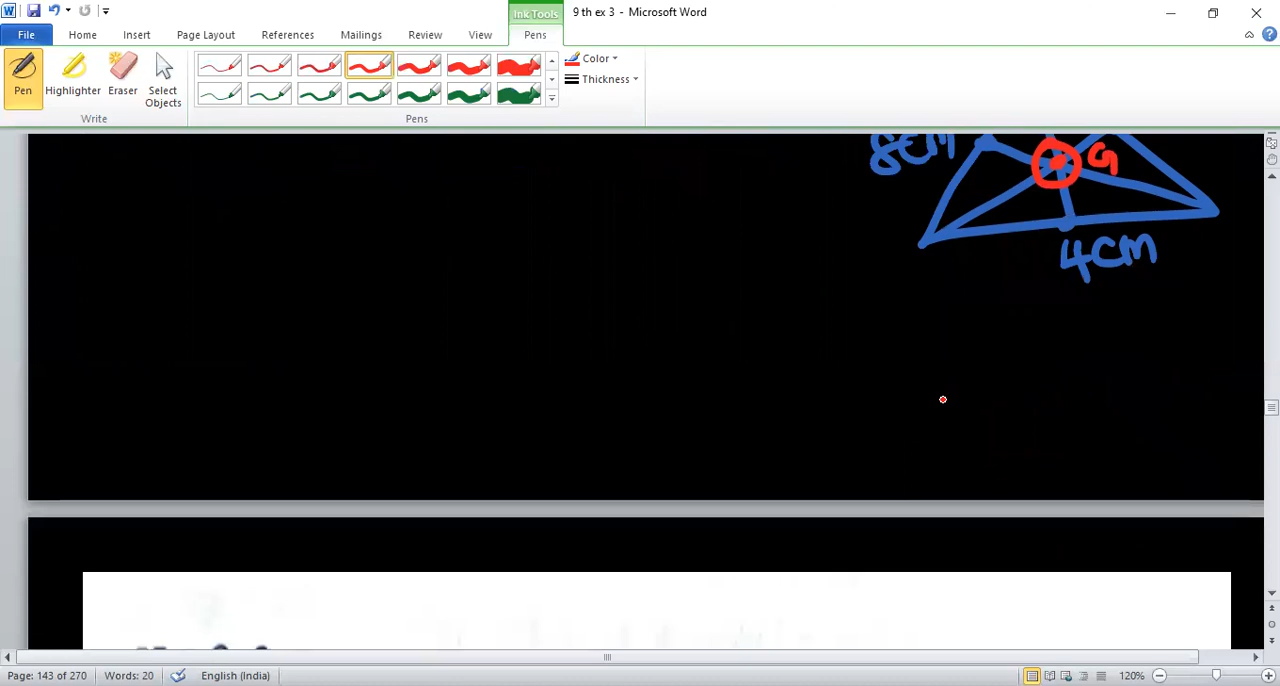 Ink Tools
9 th ex 3 - Microsoft Word
File Home Insert Page Layout References Mailings Review View Pens
Pen Highlighter Eraser Select Objects
Color
Thickness
Write Pens
8CM G
4CM
Page: 143 of 270 Words: 20 English (India) 120%